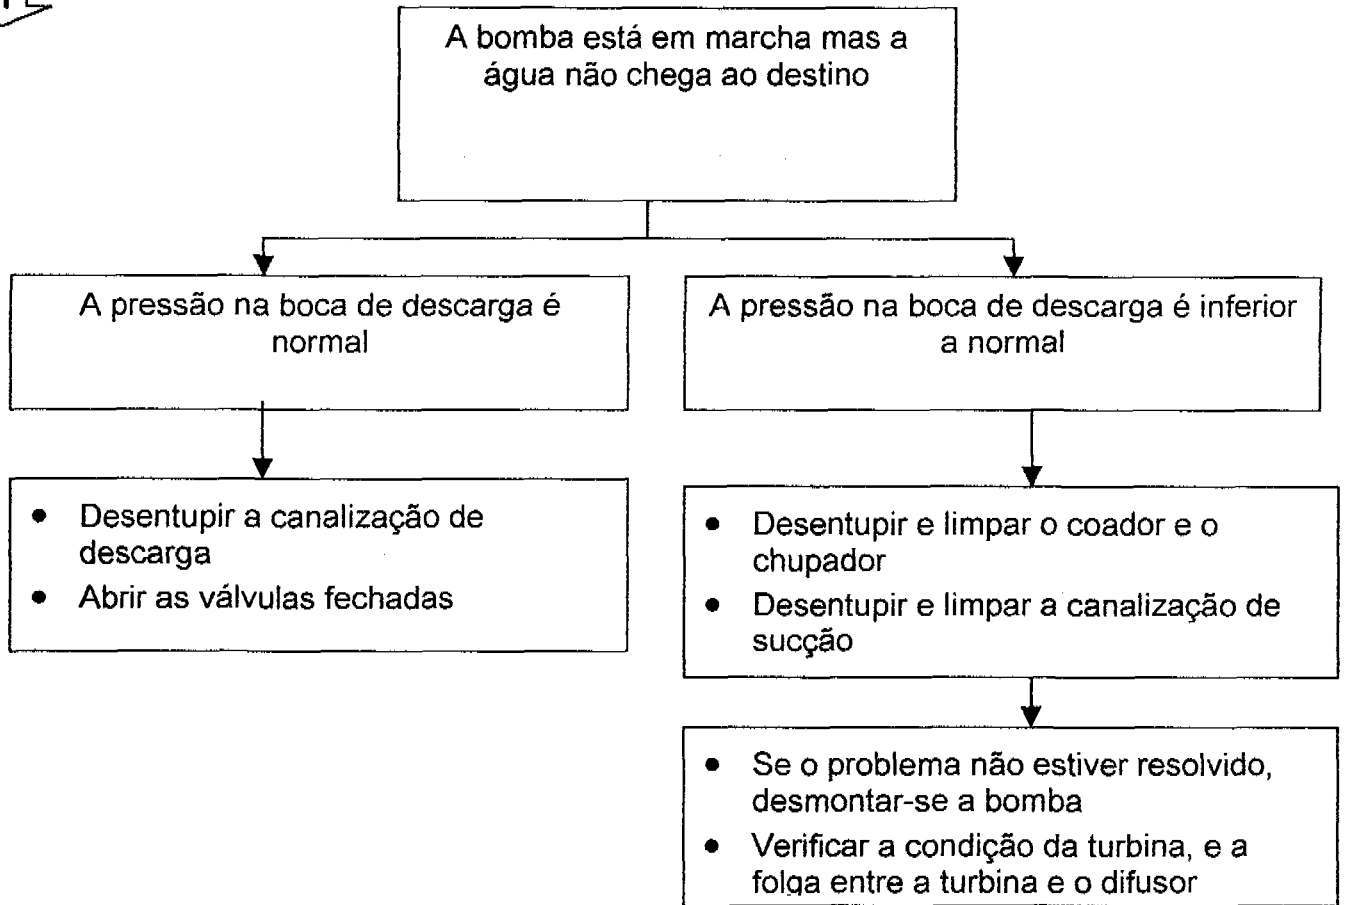 A bomba está em marcha mas a
água não chega ao destino
A pressão na boca de descarga é
normal
A pressão na boca de descarga é inferior
a normal
• Desentupir a canalização de
descarga
• Abrir as válvulas fechadas
• Desentupir e limpar o coador e o
chupador
• Desentupir e limpar a canalização de
sucção
• Se o problema não estiver resolvido,
desmontar-se a bomba
• Verificar a condição da turbina, e a
folga entre a turbina e o difusor